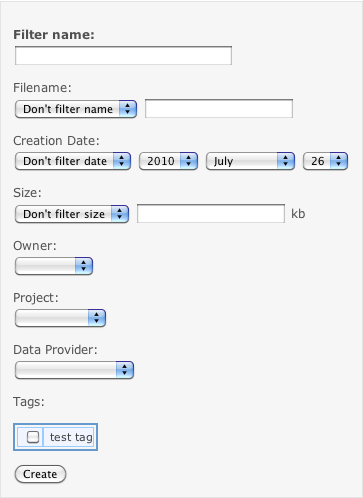 Filter name:
Filename:
Don't filter name
Creation Date:
Don't filter date 2010 July 26
Size:
Don't filter size kb
Owner:
Project:
Data Provider:
Tags:
test tag
Create